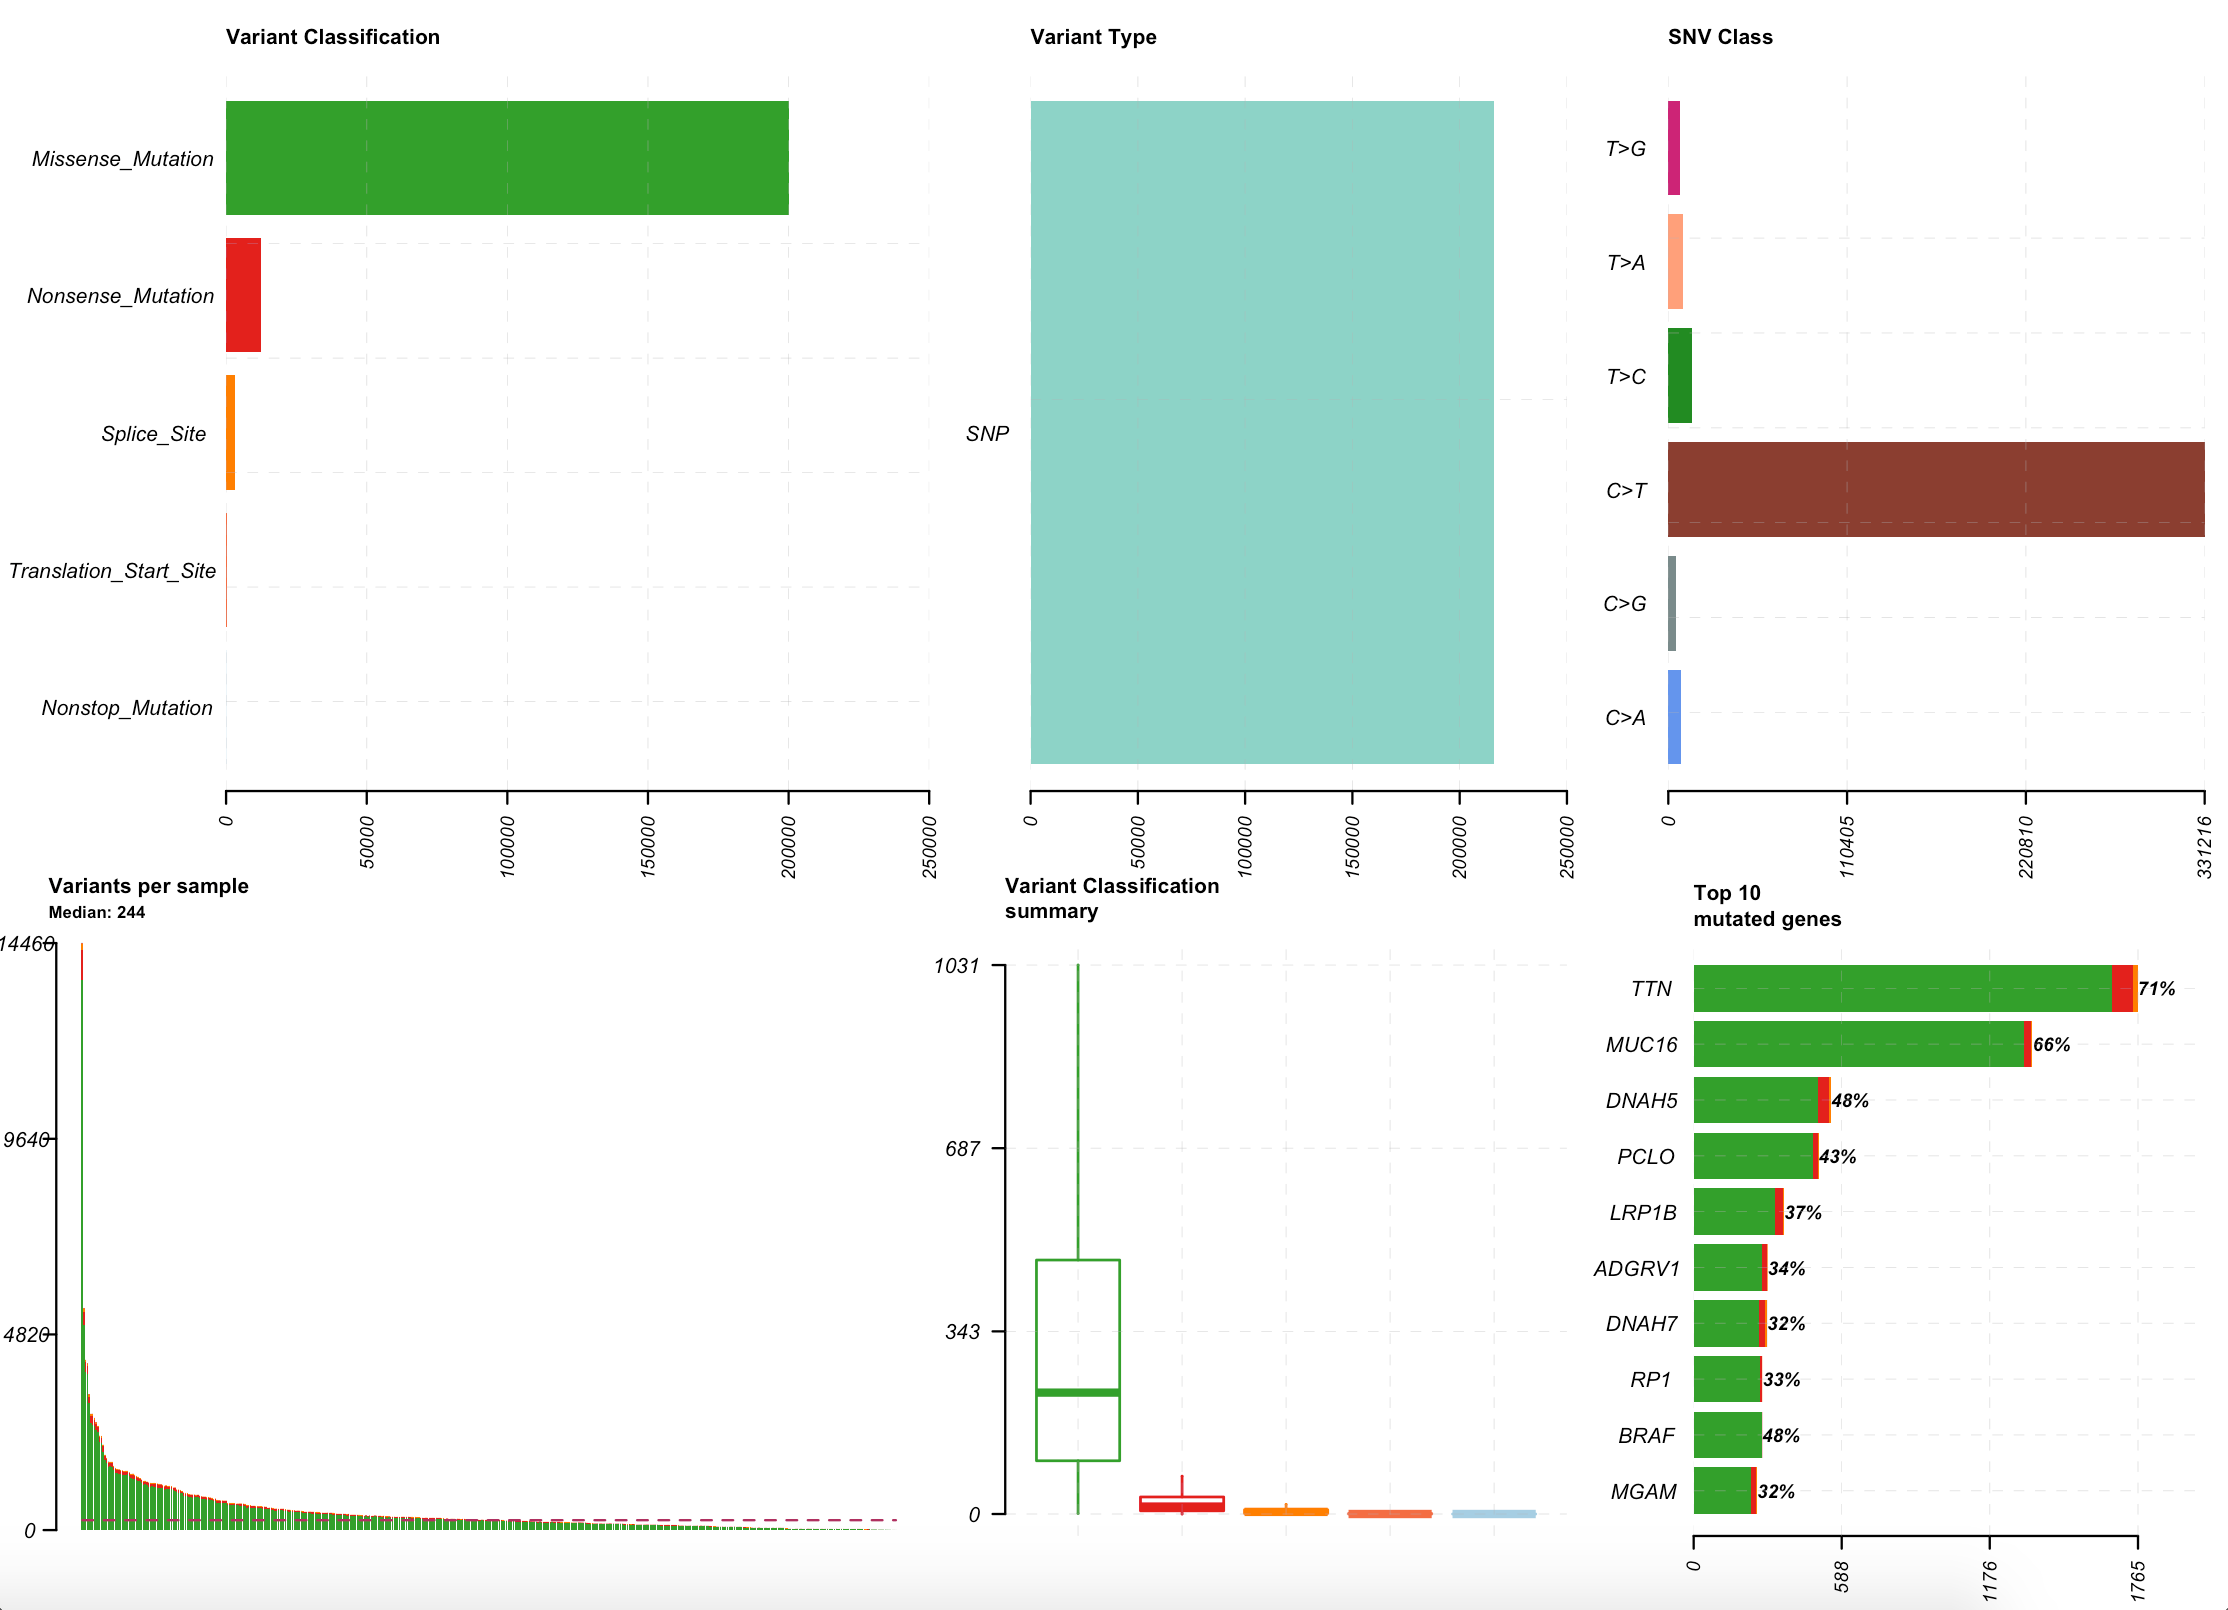 Variant Classification
Missense_Mutation
Nonsense_Mutation
Splice_Site
Translation_Start_Site
Nonstop_Mutation
0
50000
100000
150000
200000
250000
Variant Type
SNP
0
50000
100000
150000
200000
250000
SNV Class
T>G
T>A
T>C
C>T
C>G
C>A
0
110405
220810
331216
Variants per sample
Median: 244
14460
9640
4820
0
Variant Classification
summary
1031
687
343
0
Top 10
mutated genes
TTN 71%
MUC16 66%
DNAH5 48%
PCLO 43%
LRP1B 37%
ADGRV1 34%
DNAH7 32%
RP1 33%
BRAF 48%
MGAM 32%
0
588
1176
1765